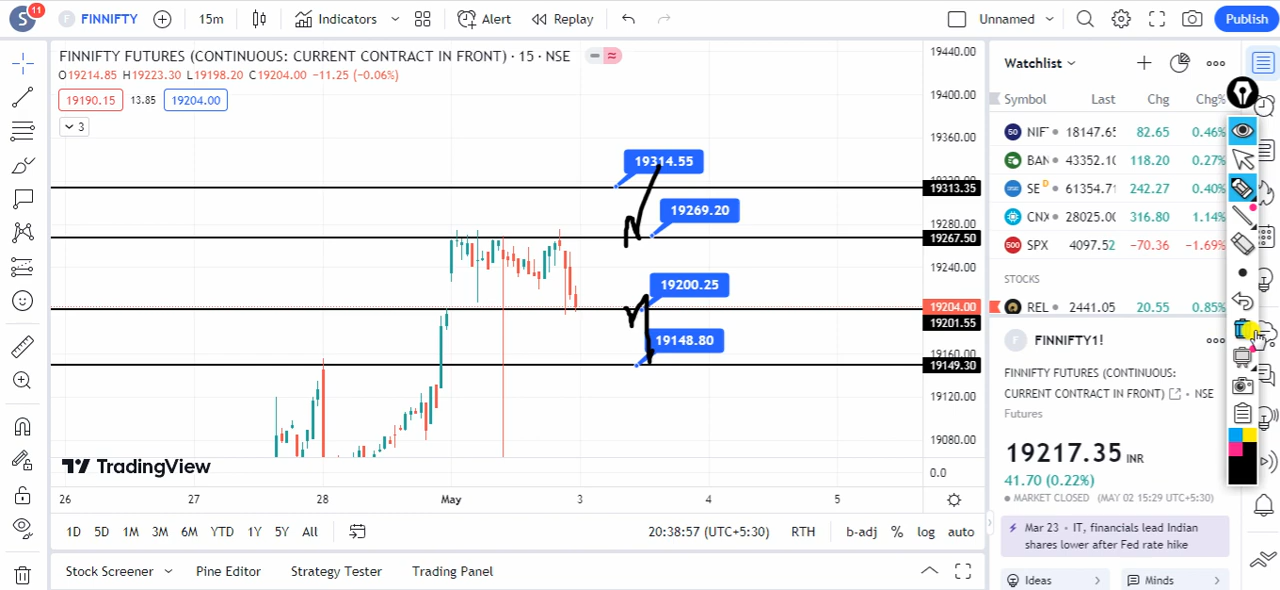 S 11 F FINNIFTY 15m Indicators Alert Replay Unnamed Publish
FINNIFTY FUTURES (CONTINUOUS: CURRENT CONTRACT IN FRONT) · 15 · NSE
O19214.85 H19223.30 L19198.20 C19204.00 −11.25 (−0.06%)
19190.15 13.85 19204.00
3
19314.55
19269.20
19200.25
19148.80
19440.00
19400.00
19360.00
19313.35
19280.00
19267.50
19240.00
19204.00
19201.55
19160.00
19149.30
19120.00
19080.00
0.0
TradingView
26 27 28 May 3 4 5
1D 5D 1M 3M 6M YTD 1Y 5Y All 20:38:57 (UTC+5:30) RTH b-adj % log auto
Stock Screener Pine Editor Strategy Tester Trading Panel
Watchlist
Symbol Last Chg Chg%
50 NIF 18147.65 82.65 0.46%
BAN 43352.10 118.20 0.27%
SE D 61354.71 242.27 0.40%
CNX 28025.00 316.80 1.14%
500 SPX 4097.52 −70.36 −1.69%
STOCKS
REL 2441.05 20.55 0.85%
F FINNIFTY1!
FINNIFTY FUTURES (CONTINUOUS:
CURRENT CONTRACT IN FRONT) • NSE
Futures
19217.35 INR
41.70 (0.22%)
MARKET CLOSED (MAY 02 15:29 UTC+5:30)
Mar 23 • IT, financials lead Indian
shares lower after Fed rate hike
Ideas Minds